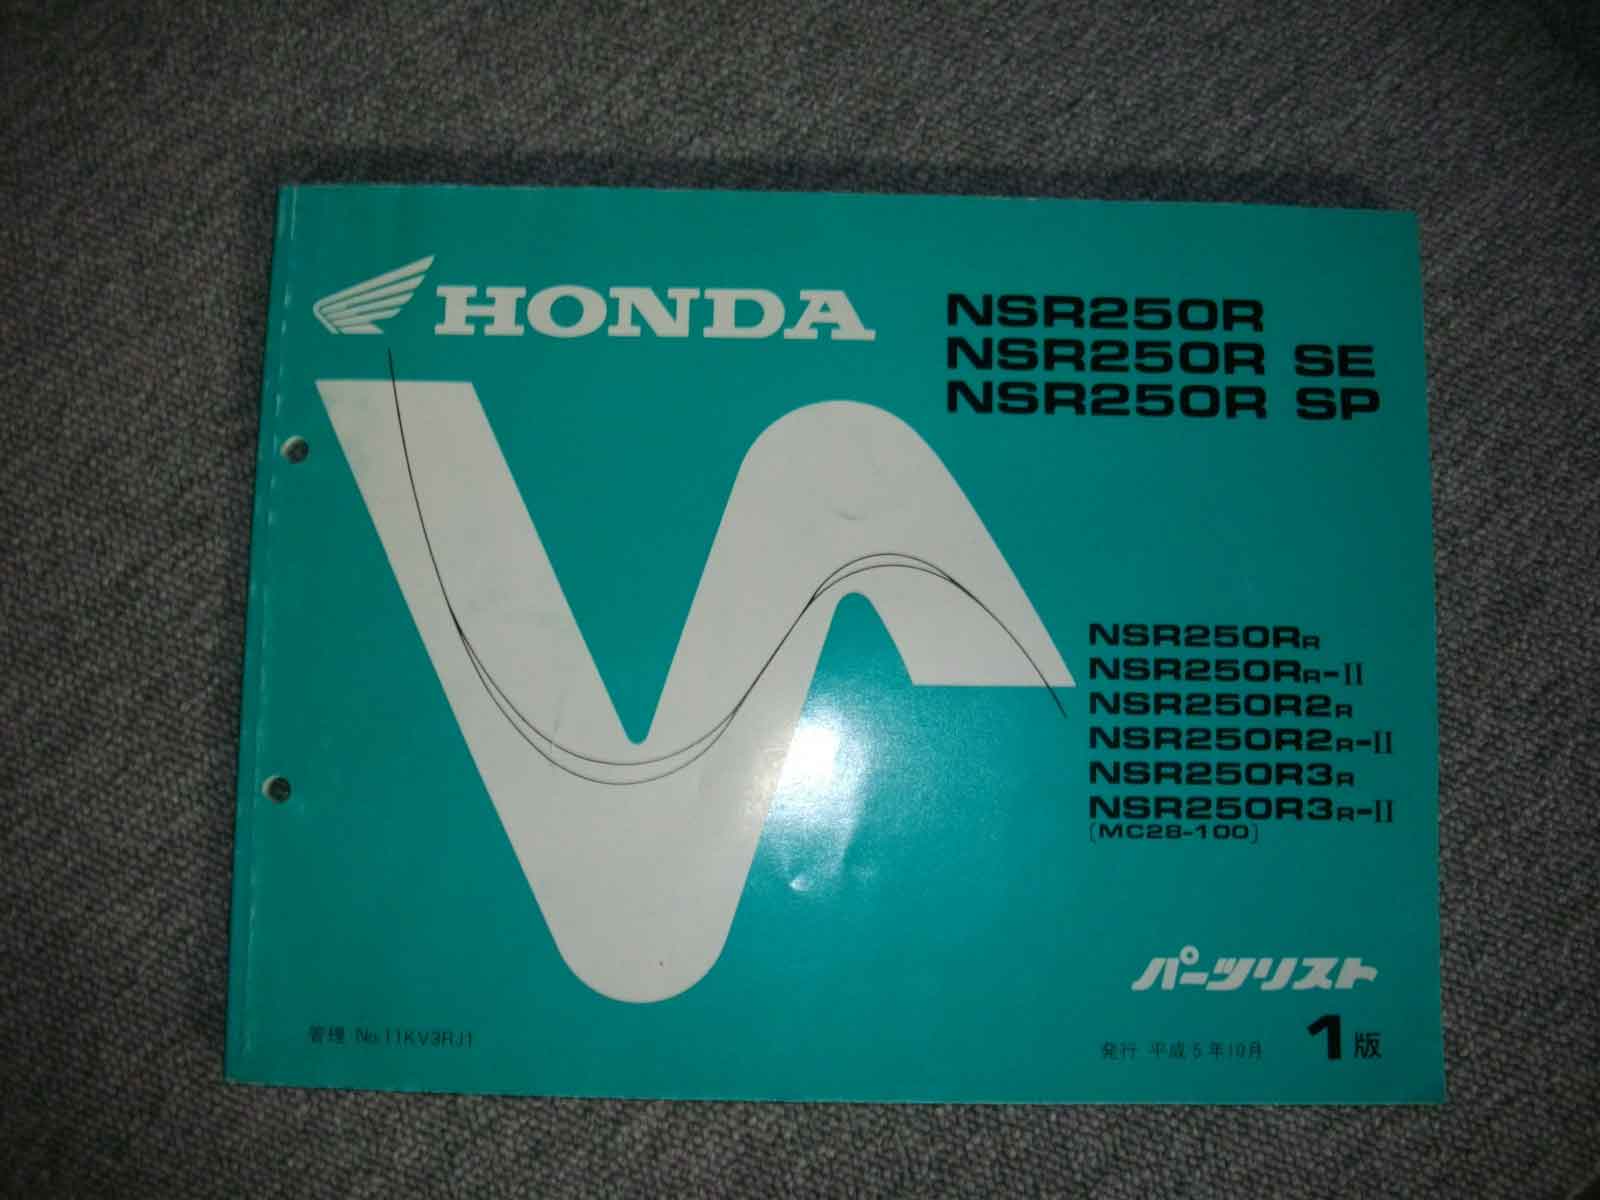 HONDA
NSR250R
NSR250R SE
NSR250R SP
NSR250RR
NSR250RR-II
NSR250R2R
NSR250R2R-II
NSR250R3R
NSR250R3R-II
(MC28-100)
パーツリスト
管理 No.11KV3RJ1
発行 平成5年10月
1版